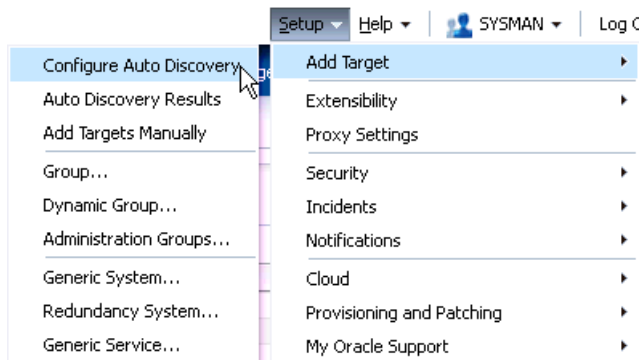 Setup Help SYSMAN Log
Configure Auto Discovery
Auto Discovery Results
Add Targets Manually
Group...
Dynamic Group...
Administration Groups...
Generic System...
Redundancy System...
Generic Service...
Add Target
Extensibility
Proxy Settings
Security
Incidents
Notifications
Cloud
Provisioning and Patching
My Oracle Support